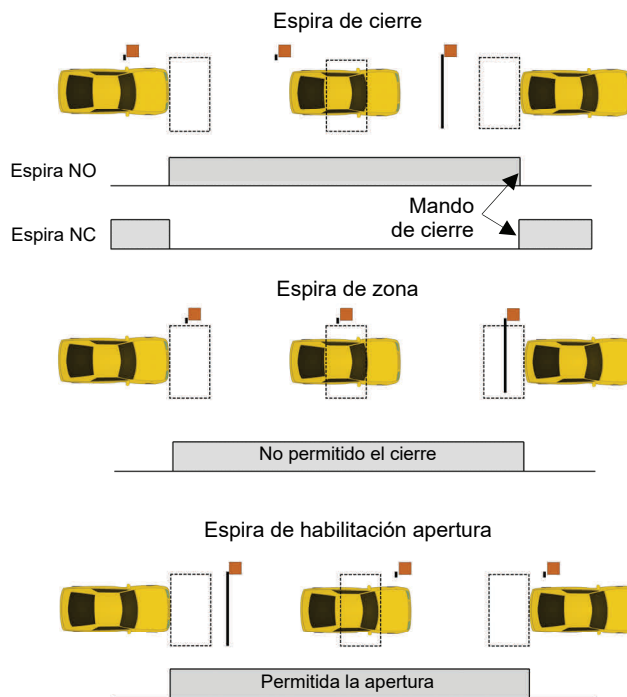 Espira de cierre
Espira NO
Mando
de cierre
Espira NC
Espira de zona
No permitido el cierre
Espira de habilitación apertura
Permitida la apertura